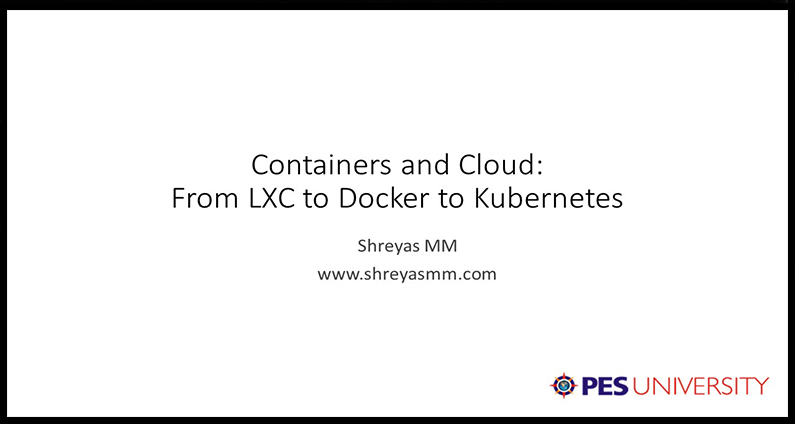 Containers and Cloud:
From LXC to Docker to Kubernetes
Shreyas MM
www.shreyasmm.com
PES UNIVERSITY